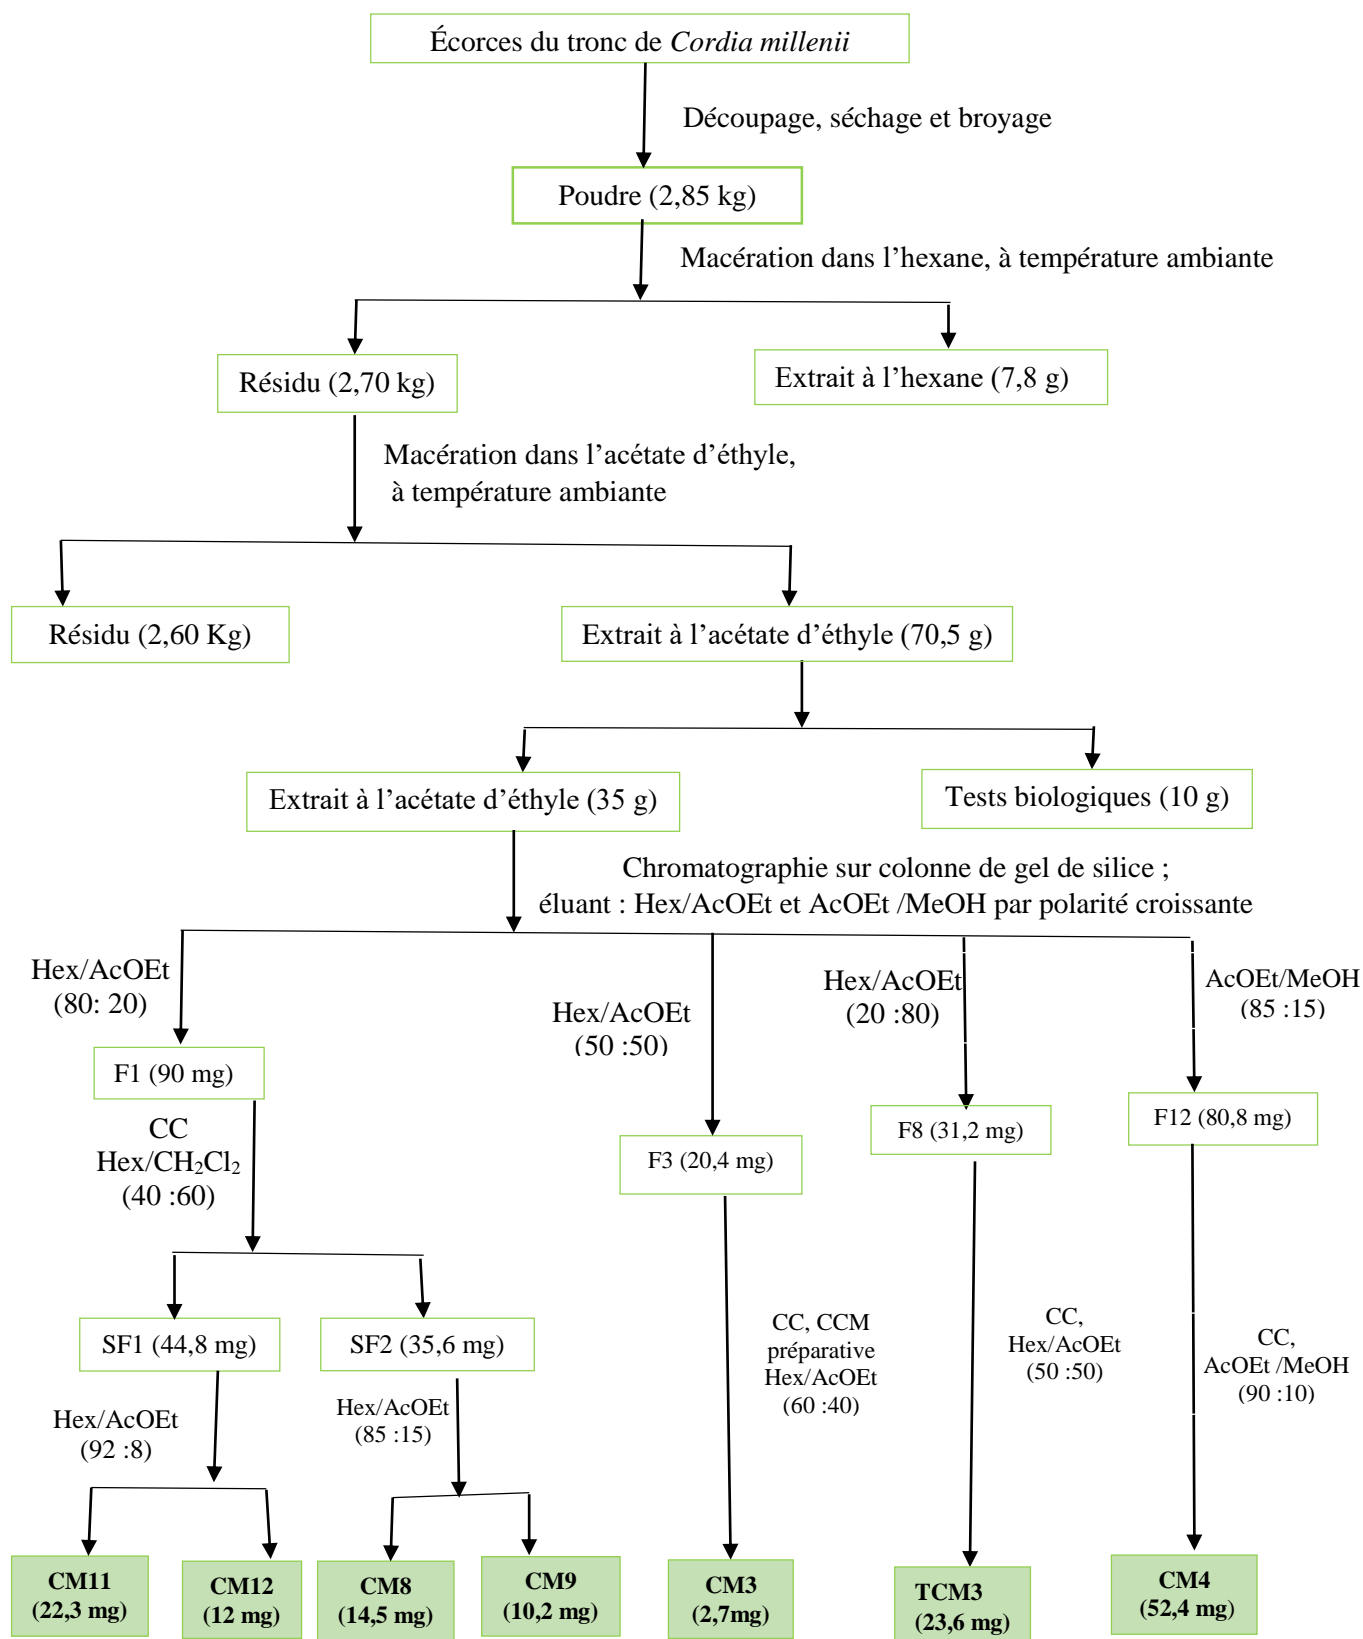 Écorces du tronc de Cordia millenii
Découpage, séchage et broyage
Poudre (2,85 kg)
Macération dans l’hexane, à température ambiante
Résidu (2,70 kg)
Extrait à l’hexane (7,8 g)
Macération dans l’acétate d’éthyle,
à température ambiante
Résidu (2,60 Kg)
Extrait à l’acétate d’éthyle (70,5 g)
Extrait à l’acétate d’éthyle (35 g)
Tests biologiques (10 g)
Chromatographie sur colonne de gel de silice ;
éluant : Hex/AcOEt et AcOEt /MeOH par polarité croissante
Hex/AcOEt
(80: 20)
Hex/AcOEt
(50 :50)
Hex/AcOEt
(20 :80)
AcOEt/MeOH
(85 :15)
F1 (90 mg)
F3 (20,4 mg)
F8 (31,2 mg)
F12 (80,8 mg)
CC
Hex/CH₂Cl₂
(40 :60)
SF1 (44,8 mg)
SF2 (35,6 mg)
Hex/AcOEt
(92 :8)
Hex/AcOEt
(85 :15)
CC, CCM
préparative
Hex/AcOEt
(60 :40)
CC,
Hex/AcOEt
(50 :50)
CC,
AcOEt /MeOH
(90 :10)
CM11
(22,3 mg)
CM12
(12 mg)
CM8
(14,5 mg)
CM9
(10,2 mg)
CM3
(2,7mg)
TCM3
(23,6 mg)
CM4
(52,4 mg)